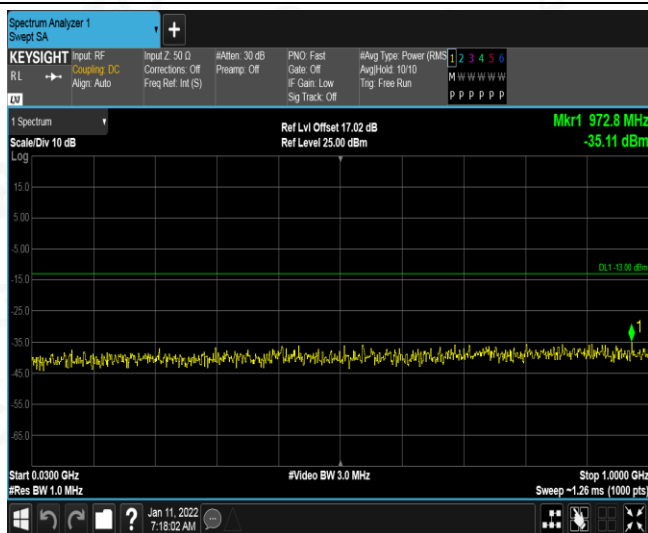 Spectrum Analyzer 1
Swept SA
+
KEYSIGHT
RL
LXI
Input: RF
Coupling: DC
Align: Auto
Input Z: 50 Ω
Corrections: Off
Freq Ref: Int (S)
#Atten: 30 dB
Preamp: Off
PNO: Fast
Gate: Off
IF Gain: Low
Sig Track: Off
#Avg Type: Power (RMS
Avg|Hold: 10/10
Trig: Free Run
1 2 3 4 5 6
M W W W W W
P P P P P P
1 Spectrum
Scale/Div 10 dB
Log
Ref Lvl Offset 17.02 dB
Ref Level 25.00 dBm
Mkr1 972.8 MHz
-35.11 dBm
15.0
5.00
-5.00
DL1 -13.00 dBm
-15.0
-25.0
1
-35.0
-45.0
-55.0
-65.0
Start 0.0300 GHz
#Res BW 1.0 MHz
#Video BW 3.0 MHz
Stop 1.0000 GHz
Sweep ~1.26 ms (1000 pts)
?
Jan 11, 2022
7:18:02 AM